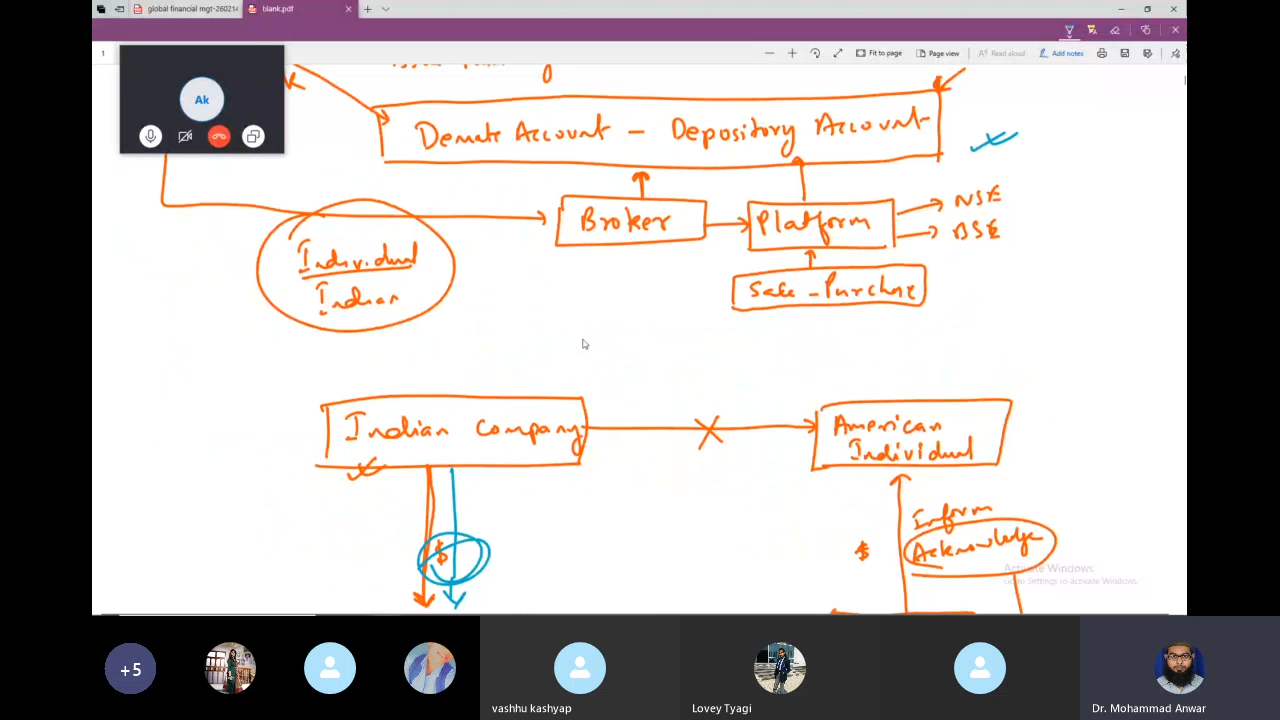 global financial mgt-260214
blank.pdf
1
Fit to page
Page view
Read aloud
Add notes
Ak
Demate Account - Depository Account
NSE
Broker
Platform
BSE
Individual
Indian
Sale - Purchase
Indian company
American
Individual
Inform
$
$
Acknowledge
Activate Windows
Go to Settings to activate Windows.
+5
vashhu kashyap
Lovey Tyagi
Dr. Mohammad Anwar